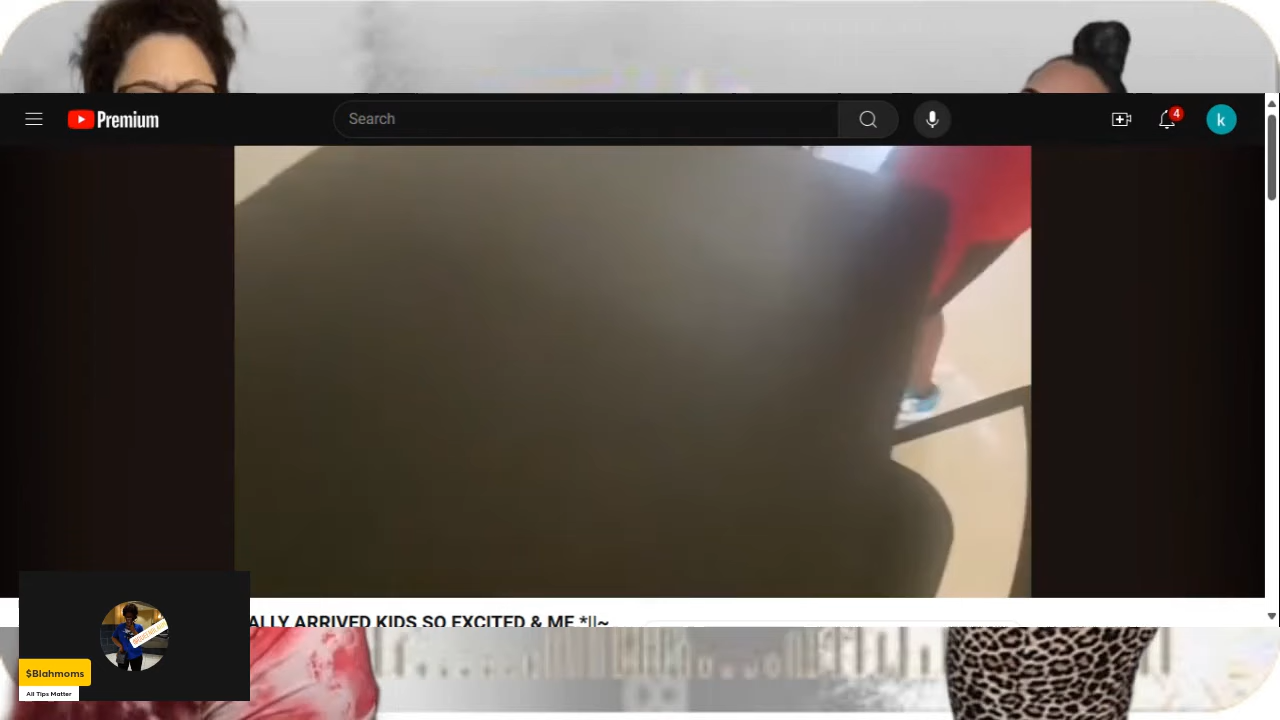 Premium
Search
4
k
ALLY ARRIVED KIDS SO EXCITED & ME *||~
$Blahmoms
All Tips Matter